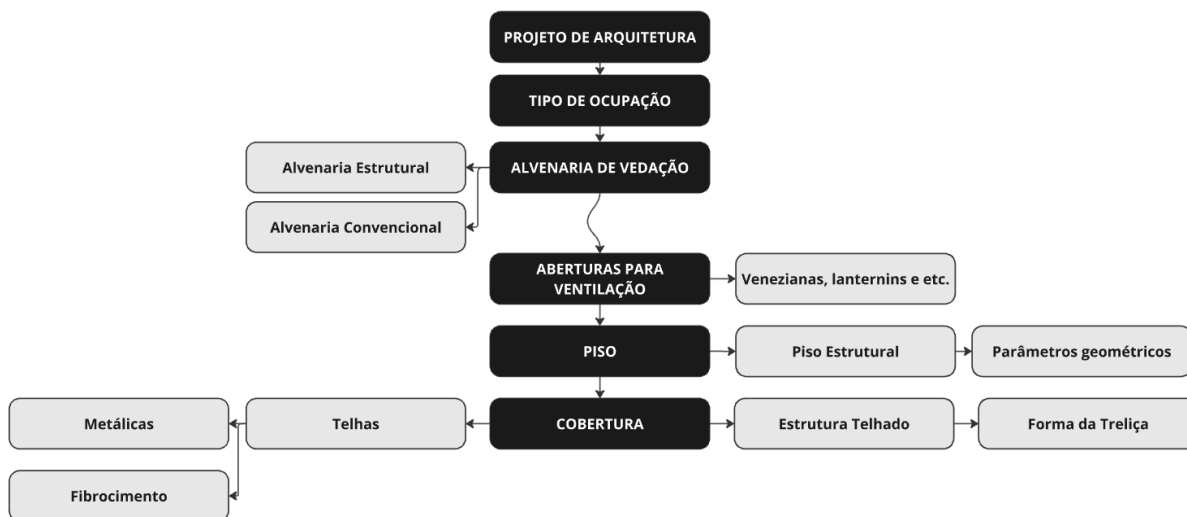 PROJETO DE ARQUITETURA
TIPO DE OCUPAÇÃO
Alvenaria Estrutural
ALVENARIA DE VEDAÇÃO
Alvenaria Convencional
ABERTURAS PARA
VENTILAÇÃO
Venezianas, lanternins e etc.
PISO
Piso Estrutural
Parâmetros geométricos
Metálicas
Telhas
COBERTURA
Estrutura Telhado
Forma da Treliça
Fibrocimento